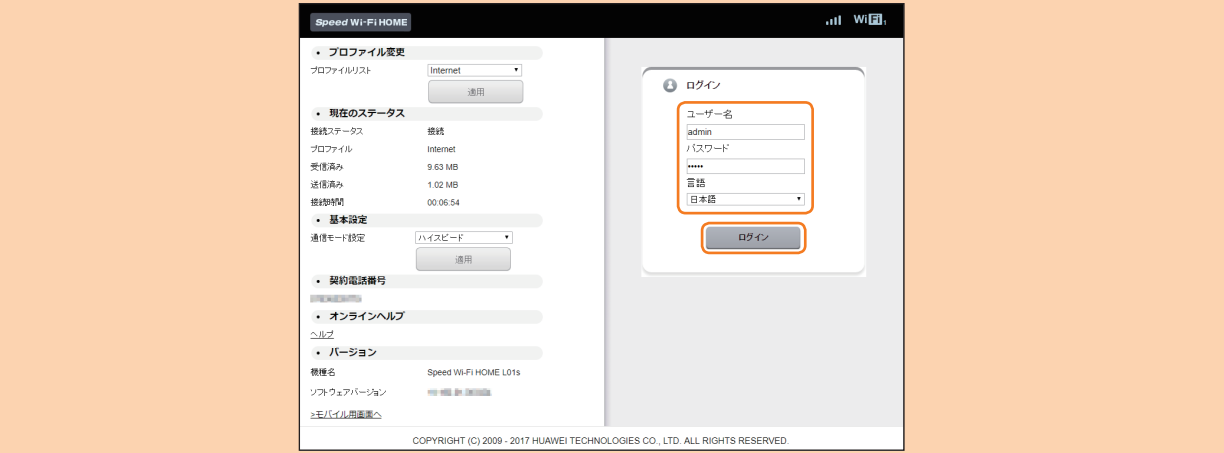 Speed Wi-Fi HOME
WiFi 1
• プロファイル変更
プロファイルリスト Internet
適用
• 現在のステータス
接続ステータス 接続
プロファイル Internet
受信済み 9.63 MB
送信済み 1.02 MB
接続時間 00:06:54
• 基本設定
通信モード設定 ハイスピード
適用
• 契約電話番号
• オンラインヘルプ
ヘルプ
• バージョン
機種名 Speed Wi-Fi HOME L01s
ソフトウェアバージョン
>モバイル用画面へ
ログイン
ユーザー名
admin
パスワード
•••••
言語
日本語
ログイン
COPYRIGHT (C) 2009 - 2017 HUAWEI TECHNOLOGIES CO., LTD. ALL RIGHTS RESERVED.